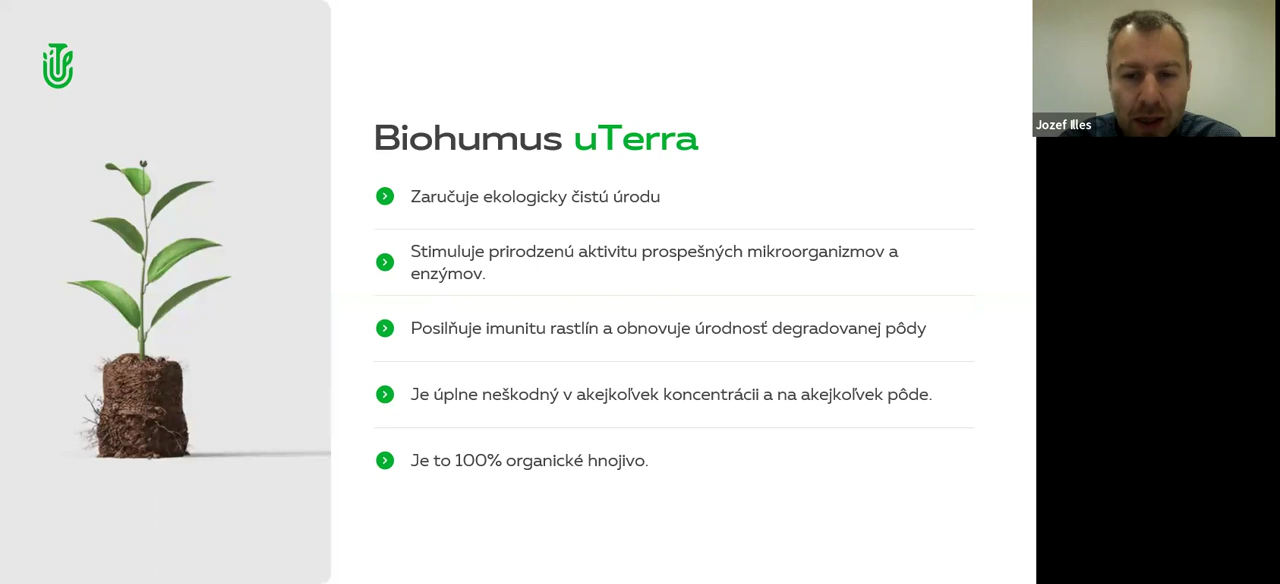 Biohumus uTerra
Zaručuje ekologicky čistú úrodu
Stimuluje prirodzenú aktivitu prospešných mikroorganizmov a
enzýmov.
Posilňuje imunitu rastlín a obnovuje úrodnosť degradovanej pôdy
Je úplne neškodný v akejkoľvek koncentrácii a na akejkoľvek pôde.
Je to 100% organické hnojivo.
Jozef Illes